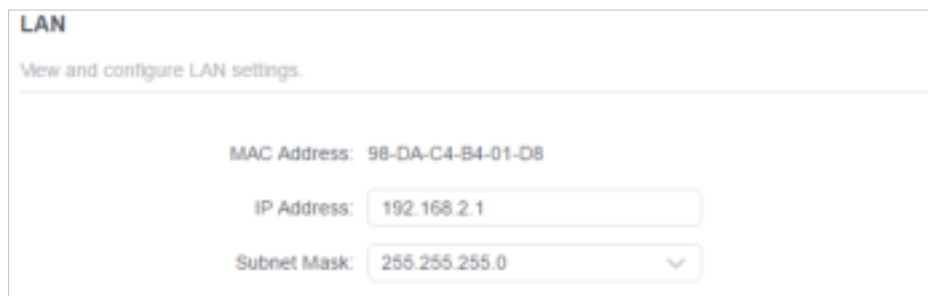 LAN
View and configure LAN settings.
MAC Address: 98-DA-C4-B4-01-D8
IP Address: 192.168.2.1
Subnet Mask: 255.255.255.0